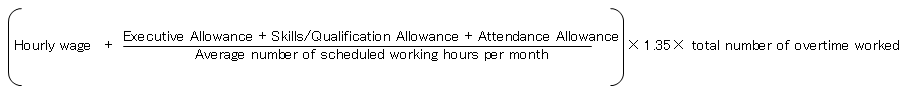 Executive Allowance + Skills/Qualification Allowance + Attendance Allowance
Hourly wage + × 1.35× total number of overtime worked
Average number of scheduled working hours per month